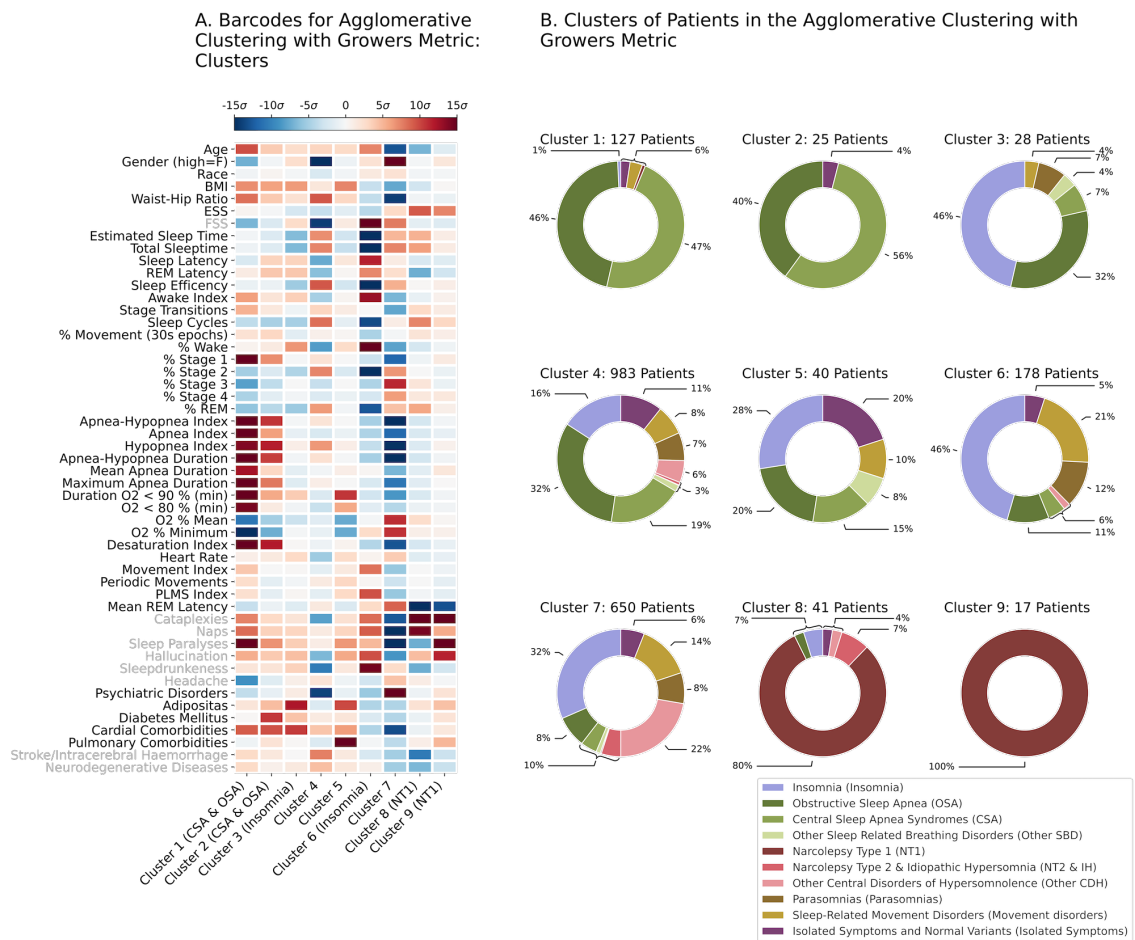 A. Barcodes for Agglomerative
Clustering with Growers Metric:
Clusters
-15σ -10σ -5σ 0 5σ 10σ 15σ
Age
Gender (high=F)
Race
BMI
Waist-Hip Ratio
ESS
FSS
Estimated Sleep Time
Total Sleeptime
Sleep Latency
REM Latency
Sleep Efficency
Awake Index
Stage Transitions
Sleep Cycles
% Movement (30s epochs)
% Wake
% Stage 1
% Stage 2
% Stage 3
% Stage 4
% REM
Apnea-Hypopnea Index
Apnea Index
Hypopnea Index
Apnea-Hypopnea Duration
Mean Apnea Duration
Maximum Apnea Duration
Duration O2 < 90 % (min)
O2 < 80 % (min)
O2 % Mean
O2 % Minimum
Desaturation Index
Heart Rate
Movement Index
Periodic Movements
PLMS Index
Mean REM Latency
Cataplexies
Naps
Sleep Paralyses
Hallucination
Sleepdrunkeness
Headache
Psychiatric Disorders
Adipositas
Diabetes Mellitus
Cardial Comorbidities
Pulmonary Comorbidities
Stroke/Intracerebral Haemorrhage
Neurodegenerative Diseases
Cluster 1 (CSA & OSA)
Cluster 2 (CSA & OSA)
Cluster 3 (Insomnia)
Cluster 4
Cluster 5
Cluster 6 (Insomnia)
Cluster 7
Cluster 8 (NT1)
Cluster 9 (NT1)
B. Clusters of Patients in the Agglomerative Clustering with
Growers Metric
Cluster 1: 127 Patients
1%
6%
46%
47%
Cluster 2: 25 Patients
4%
40%
56%
Cluster 3: 28 Patients
4%
7%
4%
7%
46%
32%
Cluster 4: 983 Patients
16%
11%
8%
7%
6%
3%
32%
19%
Cluster 5: 40 Patients
28%
20%
10%
8%
20%
15%
Cluster 6: 178 Patients
5%
21%
46%
12%
6%
11%
Cluster 7: 650 Patients
6%
32%
14%
8%
8%
22%
10%
Cluster 8: 41 Patients
7%
4%
7%
80%
Cluster 9: 17 Patients
100%
Insomnia (Insomnia)
Obstructive Sleep Apnea (OSA)
Central Sleep Apnea Syndromes (CSA)
Other Sleep Related Breathing Disorders (Other SBD)
Narcolepsy Type 1 (NT1)
Narcolepsy Type 2 & Idiopathic Hypersomnia (NT2 & IH)
Other Central Disorders of Hypersomnolence (Other CDH)
Parasomnias (Parasomnias)
Sleep-Related Movement Disorders (Movement disorders)
Isolated Symptoms and Normal Variants (Isolated Symptoms)